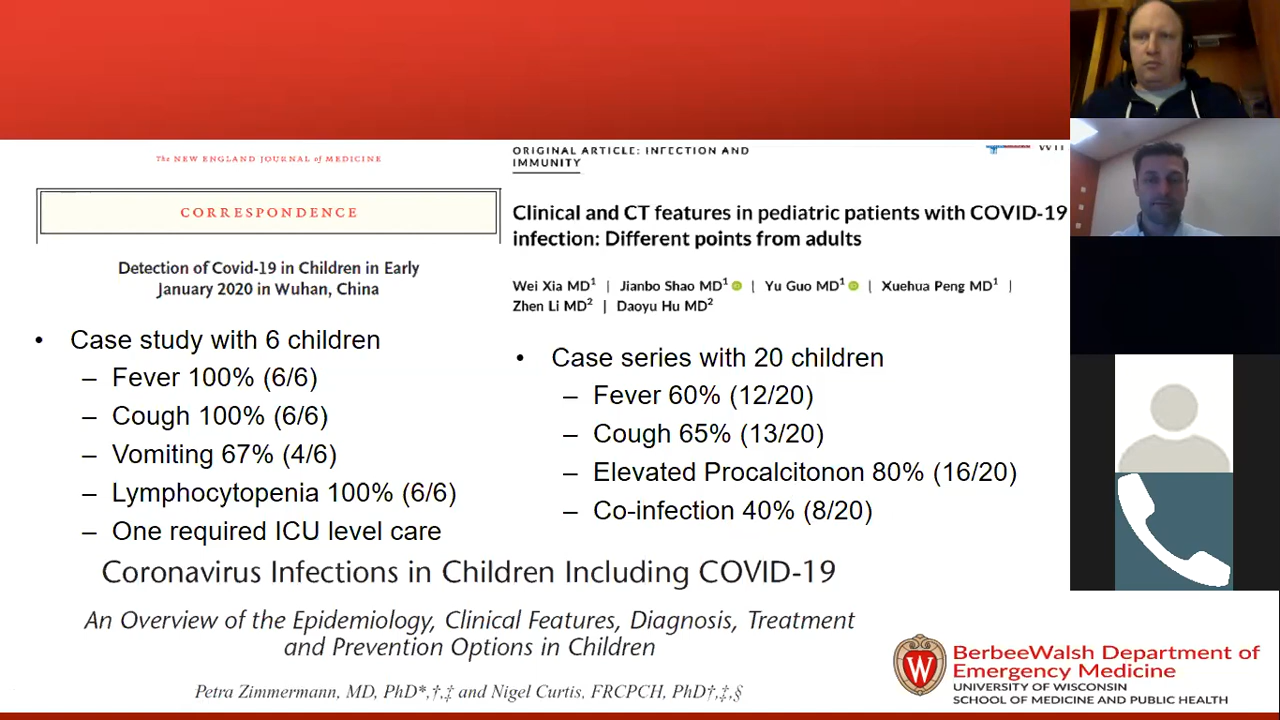 The NEW ENGLAND JOURNAL of MEDICINE
CORRESPONDENCE
Detection of Covid-19 in Children in Early
January 2020 in Wuhan, China
• Case study with 6 children
– Fever 100% (6/6)
– Cough 100% (6/6)
– Vomiting 67% (4/6)
– Lymphocytopenia 100% (6/6)
– One required ICU level care
ORIGINAL ARTICLE: INFECTION AND
IMMUNITY
Clinical and CT features in pediatric patients with COVID-19
infection: Different points from adults
Wei Xia MD1 | Jianbo Shao MD1 | Yu Guo MD1 | Xuehua Peng MD1 |
Zhen Li MD2 | Daoyu Hu MD2
• Case series with 20 children
– Fever 60% (12/20)
– Cough 65% (13/20)
– Elevated Procalcitonon 80% (16/20)
– Co-infection 40% (8/20)
Coronavirus Infections in Children Including COVID-19
An Overview of the Epidemiology, Clinical Features, Diagnosis, Treatment
and Prevention Options in Children
Petra Zimmermann, MD, PhD*,†,‡ and Nigel Curtis, FRCPCH, PhD†,‡,§
W
BerbeeWalsh Department of
Emergency Medicine
UNIVERSITY OF WISCONSIN
SCHOOL OF MEDICINE AND PUBLIC HEALTH